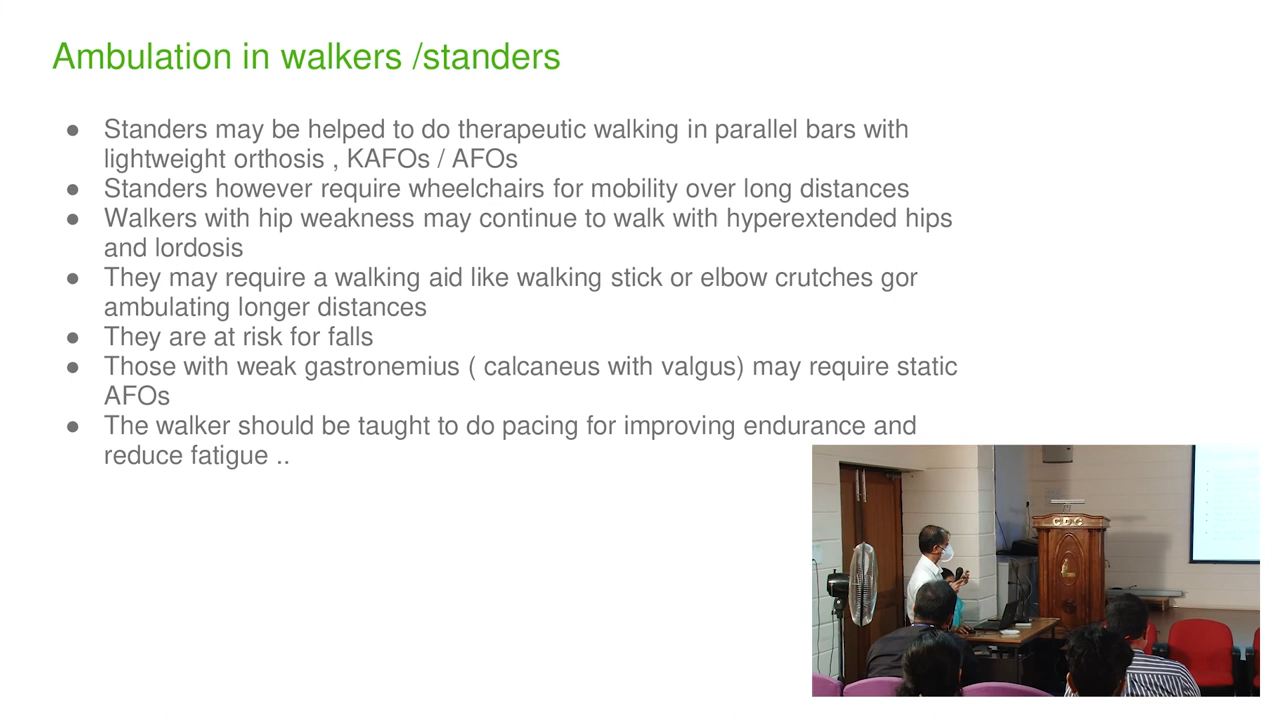 Ambulation in walkers /standers
● Standers may be helped to do therapeutic walking in parallel bars with
lightweight orthosis , KAFOs / AFOs
● Standers however require wheelchairs for mobility over long distances
● Walkers with hip weakness may continue to walk with hyperextended hips
and lordosis
● They may require a walking aid like walking stick or elbow crutches gor
ambulating longer distances
● They are at risk for falls
● Those with weak gastronemius ( calcaneus with valgus) may require static
AFOs
● The walker should be taught to do pacing for improving endurance and
reduce fatigue ..
CDC